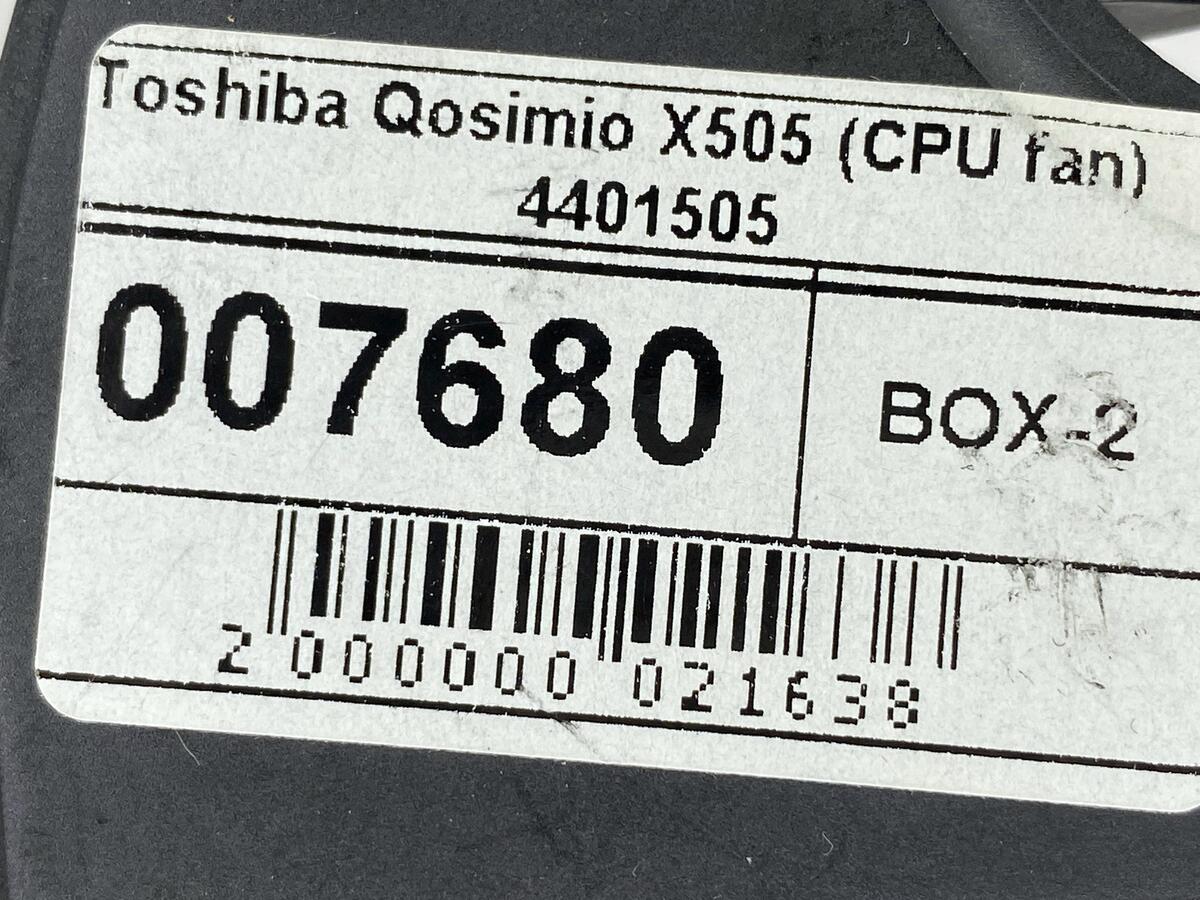 Toshiba Qosimio X505 (CPU fan)
4401505
007680
BOX-2
2 000000 021638